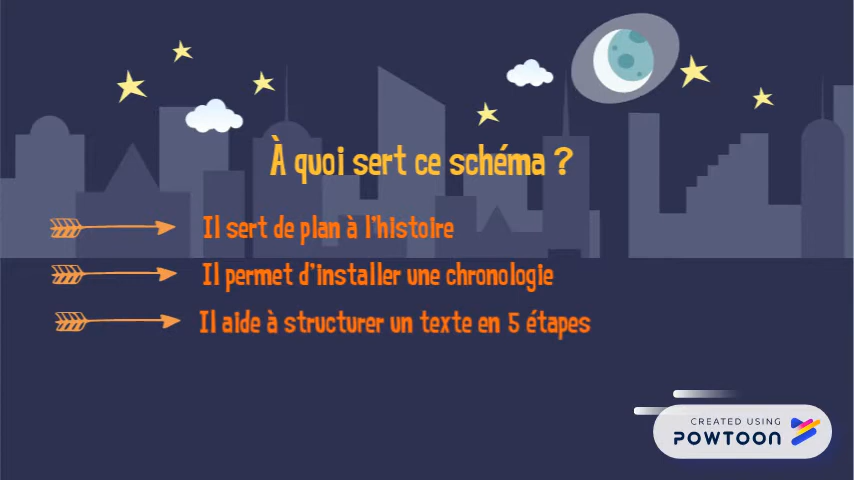 À quoi sert ce schéma ?
Il sert de plan à l'histoire
Il permet d'installer une chronologie
Il aide à structurer un texte en 5 étapes
CREATED USING
POWTOON